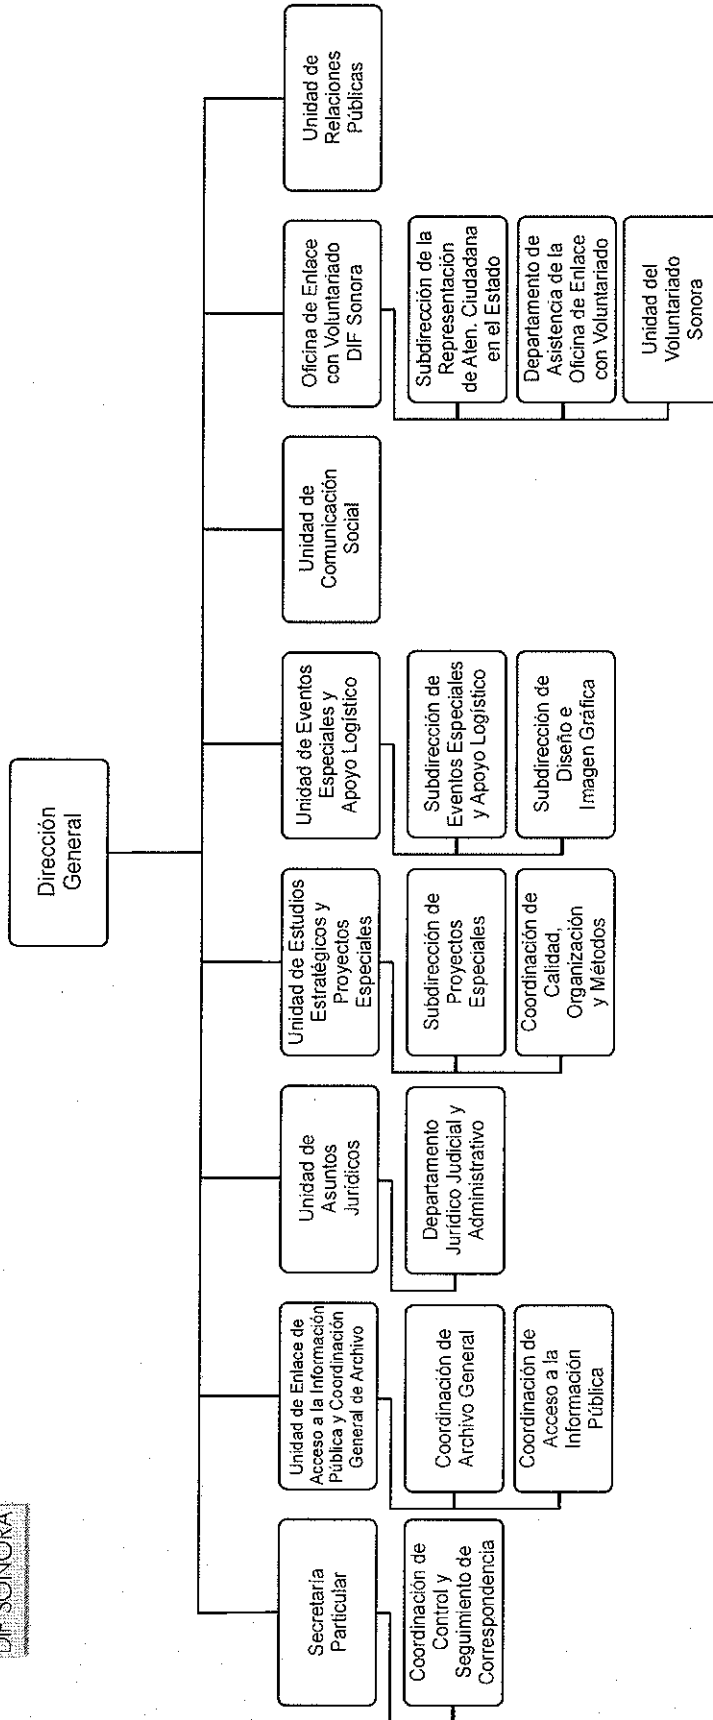 DIF SONORA
Dirección
General
Secretaria
Particular
Unidad de Enlace de
Acceso a la Información
Pública y Coordinación
General de Archivo
Unidad de
Asuntos
Jurídicos
Unidad de Estudios
Estratégicos y
Proyectos
Especiales
Unidad de Eventos
Especiales y
Apoyo Logístico
Unidad de
Comunicación
Social
Oficina de Enlace
con Voluntariado
DIF Sonora
Unidad de
Relaciones
Públicas
Coordinación de
Control y
Seguimiento de
Correspondencia
Coordinación de
Archivo General
Coordinación de
Acceso a la
Información
Pública
Departamento
Jurídico Judicial y
Administrativo
Subdirección de
Proyectos
Especiales
Coordinación de
Calidad,
Organización
y Métodos
Subdirección de
Eventos Especiales
y Apoyo Logístico
Subdirección de
Diseño e
Imagen Gráfica
Subdirección de la
Representación
de Aten. Ciudadana
en el Estado
Departamento de
Asistencia de la
Oficina de Enlace
con Voluntariado
Unidad del
Voluntariado
Sonora